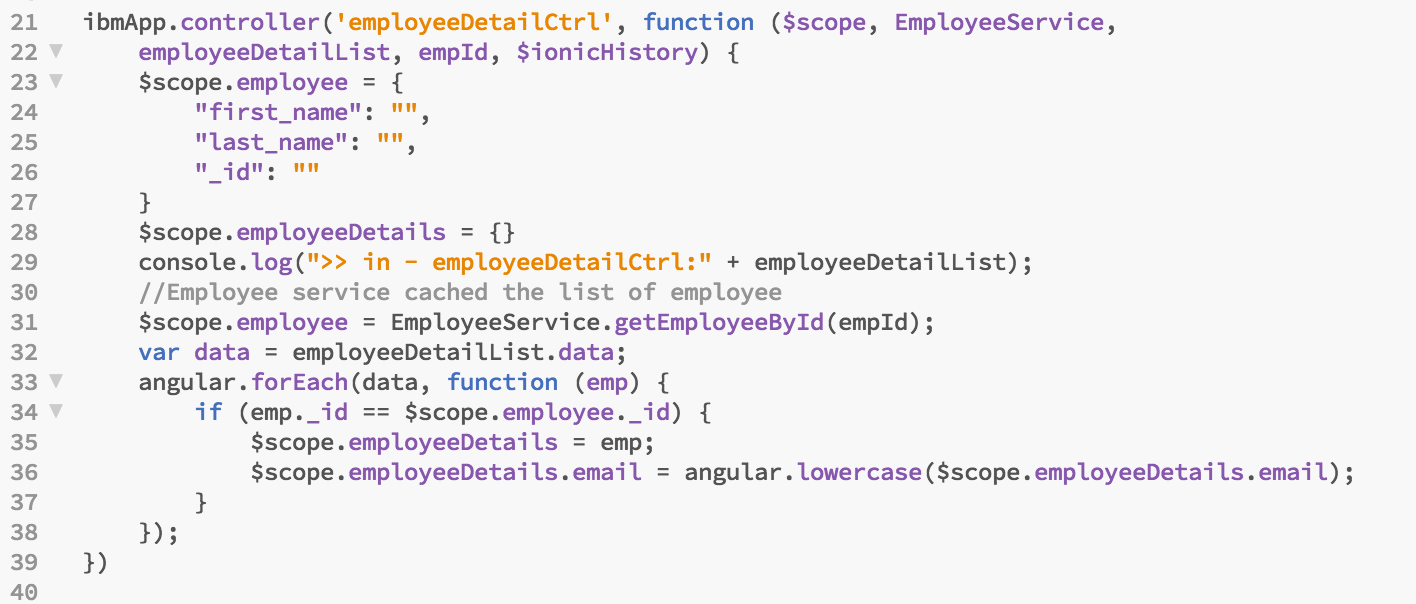 21 ibmApp.controller('employeeDetailCtrl', function ($scope, EmployeeService,
22 employeeDetailList, empId, $ionicHistory) {
23 $scope.employee = {
24 "first_name": "",
25 "last_name": "",
26 "_id": ""
27 }
28 $scope.employeeDetails = {}
29 console.log(">> in - employeeDetailCtrl:" + employeeDetailList);
30 //Employee service cached the list of employee
31 $scope.employee = EmployeeService.getEmployeeById(empId);
32 var data = employeeDetailList.data;
33 angular.forEach(data, function (emp) {
34 if (emp._id == $scope.employee._id) {
35 $scope.employeeDetails = emp;
36 $scope.employeeDetails.email = angular.lowercase($scope.employeeDetails.email);
37 }
38 });
39 })
40